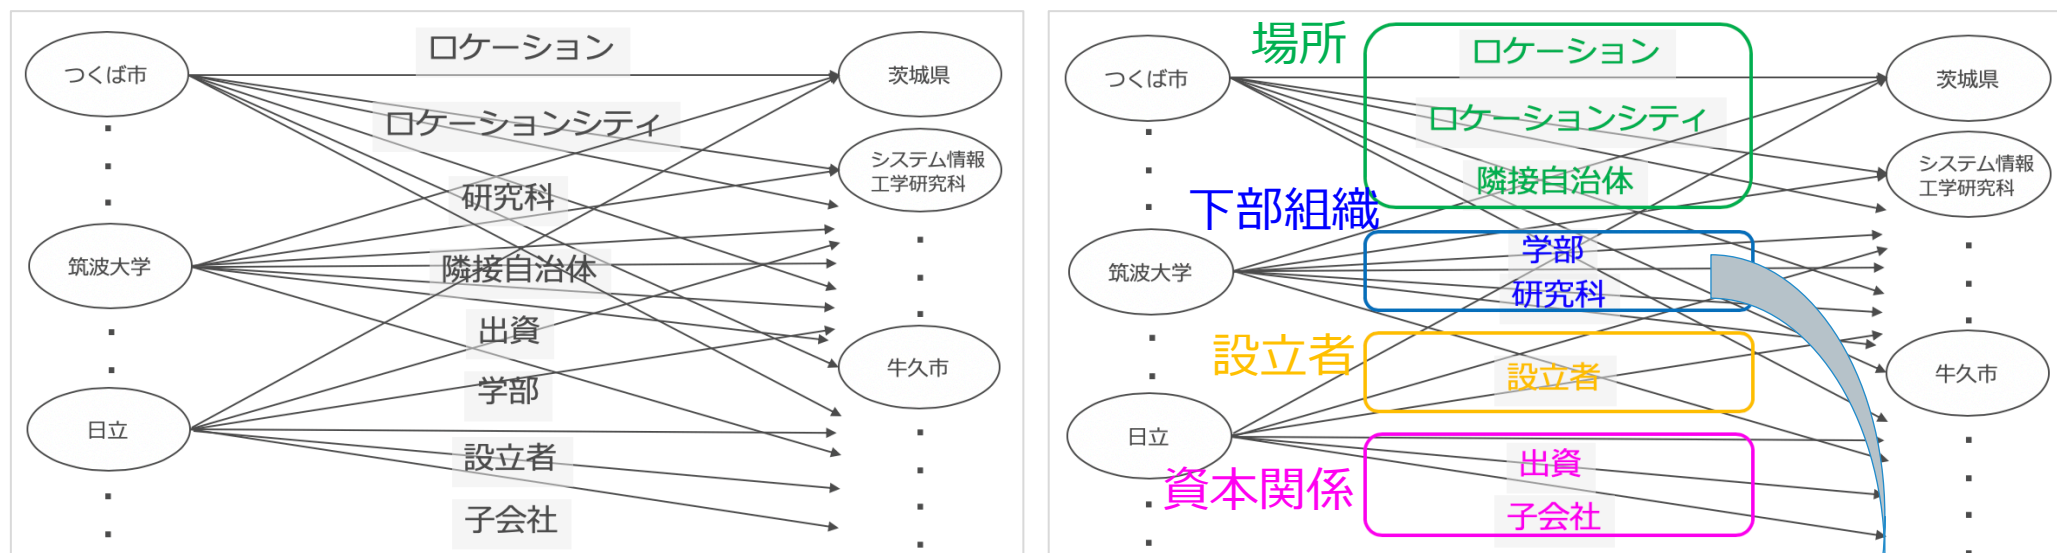 つくば市
筑波大学
日立
ロケーション
ロケーションシティ
研究科
隣接自治体
出資
学部
設立者
子会社
茨城県
システム情報
工学研究科
牛久市
つくば市
筑波大学
日立
場所
ロケーション
ロケーションシティ
隣接自治体
下部組織
学部
研究科
設立者
設立者
資本関係
出資
子会社
茨城県
システム情報
工学研究科
牛久市